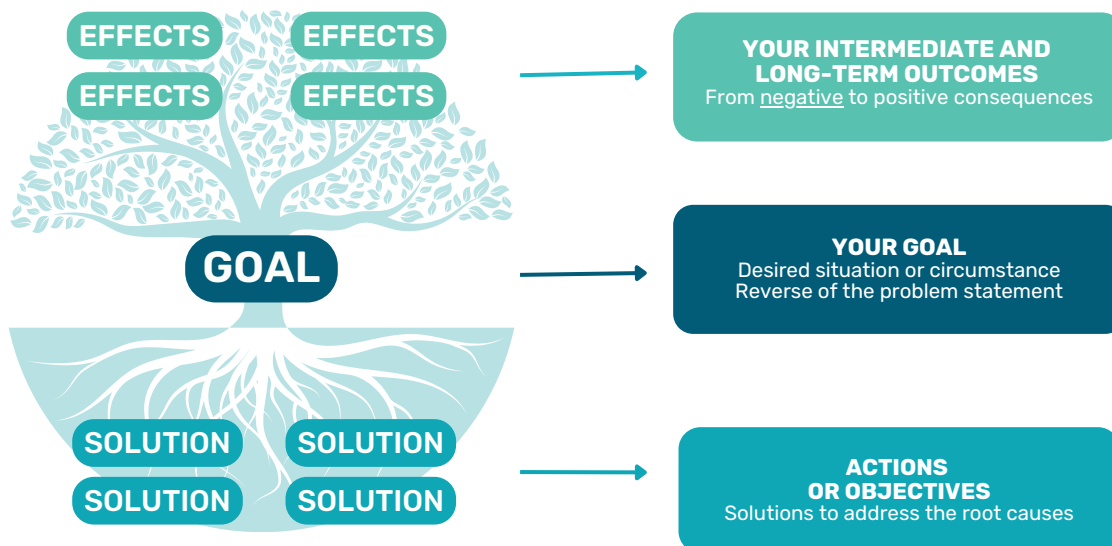 EFFECTS EFFECTS
EFFECTS EFFECTS
YOUR INTERMEDIATE AND
LONG-TERM OUTCOMES
From negative to positive consequences
GOAL
YOUR GOAL
Desired situation or circumstance
Reverse of the problem statement
SOLUTION SOLUTION
SOLUTION SOLUTION
ACTIONS
OR OBJECTIVES
Solutions to address the root causes